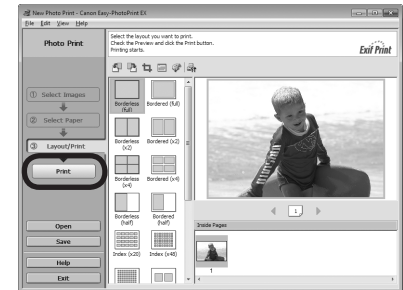 New Photo Print - Canon Easy-PhotoPrint EX
File Edit View Help
Photo Print
Select the layout you want to print.
Check the Preview and click the Print button.
Printing starts.
Exif Print
① Select Images
② Select Paper
③ Layout/Print
Print
Open
Save
Help
Exit
Borderless (full)
Bordered (full)
Borderless (x2)
Bordered (x2)
Borderless (x4)
Bordered (x4)
Borderless (half)
Bordered (half)
Index (x20)
Index (x48)
1
Inside Pages
1